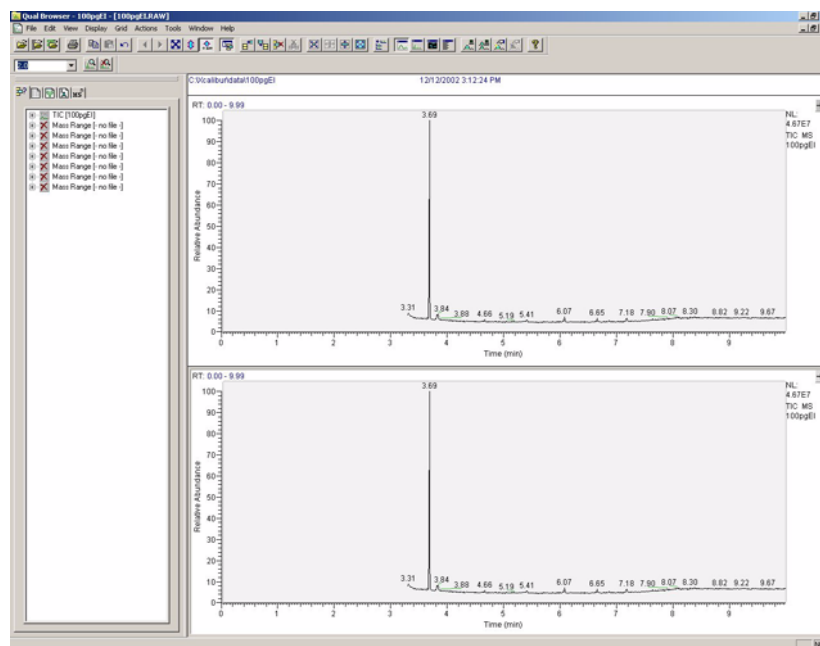 Qual Browser - 100pgEI - [100pgEI.RAW]
File Edit View Display Grid Actions Tools Window Help
C:\Xcalibur\data\100pgEI 12/12/2002 3:12:24 PM
TIC [100pgEI]
Mass Range [- no file -]
Mass Range [- no file -]
Mass Range [- no file -]
Mass Range [- no file -]
Mass Range [- no file -]
Mass Range [- no file -]
Mass Range [- no file -]
RT: 0.00 - 9.99
NL:
4.67E7
TIC MS
100pgEI
Relative Abundance
100
90
80
70
60
50
40
30
20
10
0
3.69
3.31 3.84 3.88 4.66 5.19 5.41 6.07 6.65 7.18 7.90 8.07 8.30 8.82 9.22 9.67
0 1 2 3 4 5 6 7 8 9
Time (min)
RT: 0.00 - 9.99
NL:
4.67E7
TIC MS
100pgEI
Relative Abundance
100
90
80
70
60
50
40
30
20
10
0
3.69
3.31 3.84 3.88 4.66 5.19 5.41 6.07 6.65 7.18 7.90 8.07 8.30 8.82 9.22 9.67
0 1 2 3 4 5 6 7 8 9
Time (min)